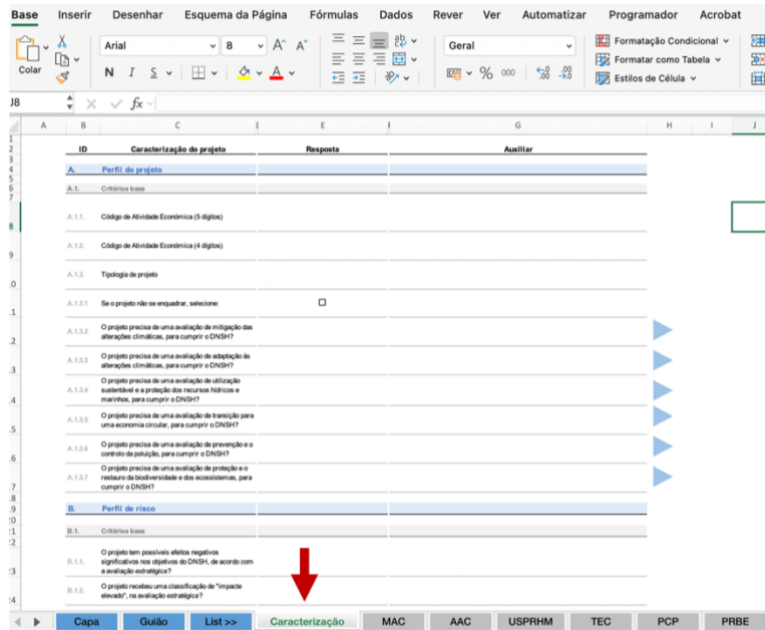 Base Inserir Desenhar Esquema da Página Fórmulas Dados Rever Ver Automatizar Programador Acrobat
Colar
Arial 8 A A
Geral
Formatação Condicional
Formatar como Tabela
Estilos de Célula
N I S A
% 000
J8 fx
A B C E G H I J
ID Caracterização do projeto Resposta Auxiliar
A. Perfil do projeto
A.1. Critérios base
A.1.1. Código de Atividade Económica (5 dígitos)
A.1.2. Código de Atividade Económica (4 dígitos)
A.1.3. Tipologia de projeto
A.1.3.1 Se o projeto não se enquadrar, selecione:
A.1.3.2 O projeto precisa de uma avaliação de mitigação das
alterações climáticas, para cumprir o DNSH?
A.1.3.3 O projeto precisa de uma avaliação de adaptação às
alterações climáticas, para cumprir o DNSH?
A.1.3.4 O projeto precisa de uma avaliação de utilização
sustentável e a proteção dos recursos hídricos e
marinhos, para cumprir o DNSH?
A.1.3.5 O projeto precisa de uma avaliação de transição para
uma economia circular, para cumprir o DNSH?
A.1.3.6 O projeto precisa de uma avaliação de prevenção e o
controlo da poluição, para cumprir o DNSH?
A.1.3.7 O projeto precisa de uma avaliação de proteção e o
restauro da biodiversidade e dos ecossistemas, para
cumprir o DNSH?
B. Perfil de risco
B.1. Critérios base
B.1.1. O projeto tem possíveis efeitos negativos
significativos nos objetivos do DNSH, de acordo com
a avaliação estratégica?
B.1.2. O projeto recebeu uma classificação de "impacte
elevado", na avaliação estratégica?
Capa Guião List >> Caracterização MAC AAC USPRHM TEC PCP PRBE